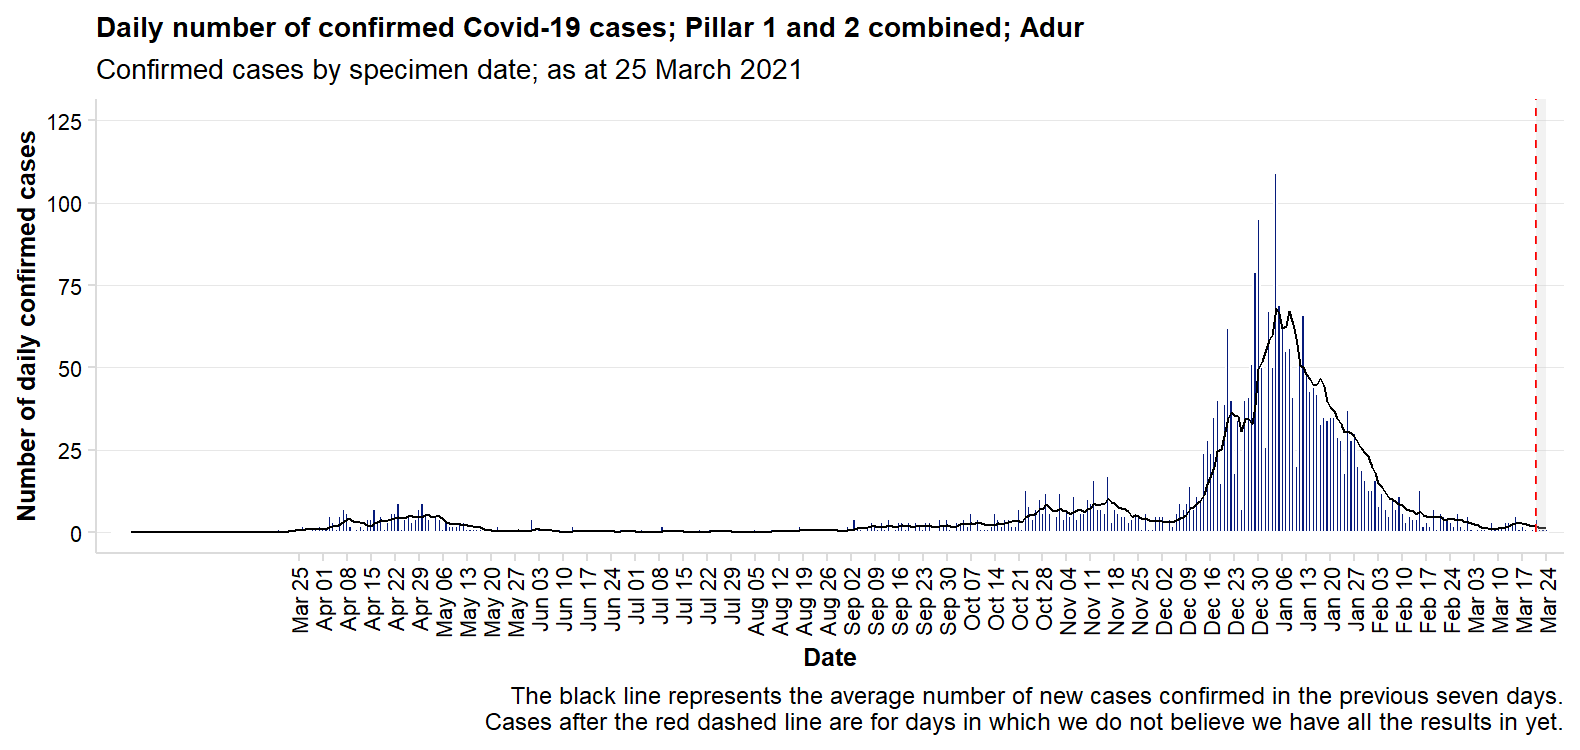 Daily number of confirmed Covid-19 cases; Pillar 1 and 2 combined; Adur
Confirmed cases by specimen date; as at 25 March 2021
Number of daily confirmed cases
125
100
75
50
25
0
Mar 25
Apr 01
Apr 08
Apr 15
Apr 22
Apr 29
May 06
May 13
May 20
May 27
Jun 03
Jun 10
Jun 17
Jun 24
Jul 01
Jul 08
Jul 15
Jul 22
Jul 29
Aug 05
Aug 12
Aug 19
Aug 26
Sep 02
Sep 09
Sep 16
Sep 23
Sep 30
Oct 07
Oct 14
Oct 21
Oct 28
Nov 04
Nov 11
Nov 18
Nov 25
Dec 02
Dec 09
Dec 16
Dec 23
Dec 30
Jan 06
Jan 13
Jan 20
Jan 27
Feb 03
Feb 10
Feb 17
Feb 24
Mar 03
Mar 10
Mar 17
Mar 24
Date
The black line represents the average number of new cases confirmed in the previous seven days.
Cases after the red dashed line are for days in which we do not believe we have all the results in yet.